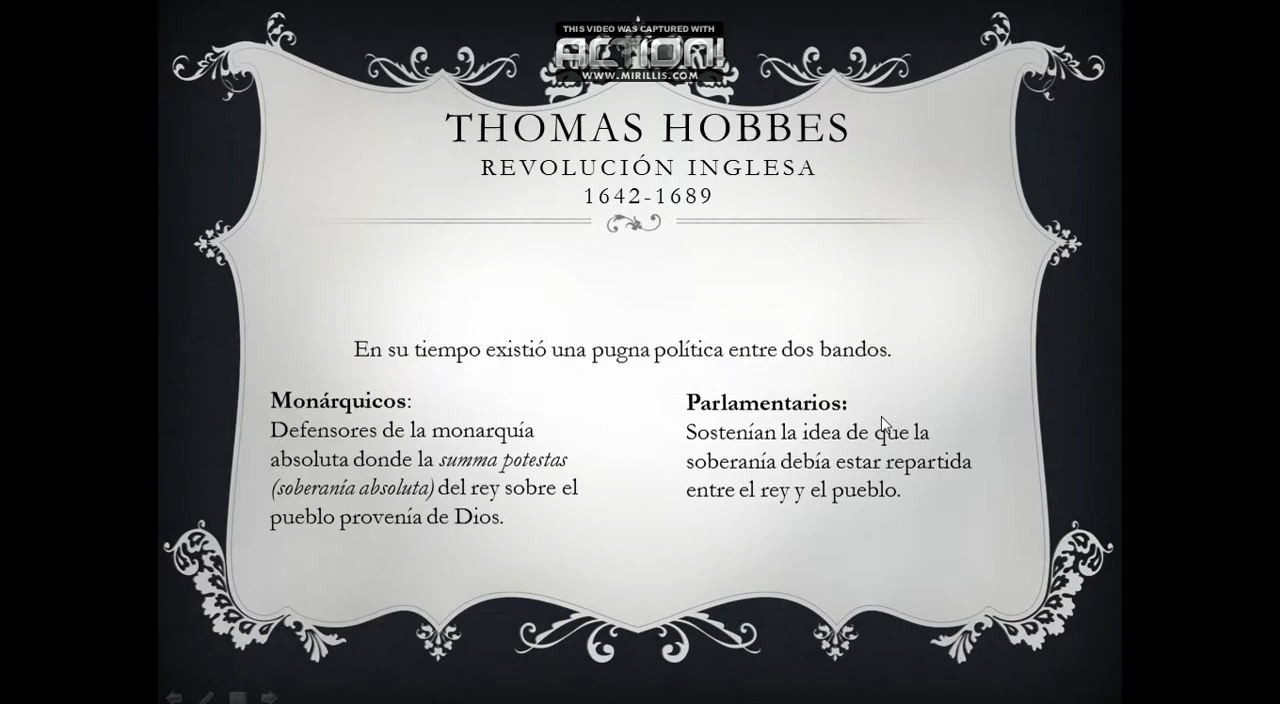 THIS VIDEO WAS CAPTURED WITH
ACTION!
WWW.MIRILLIS.COM
THOMAS HOBBES
REVOLUCIÓN INGLESA
1642-1689
En su tiempo existió una pugna política entre dos bandos.
Monárquicos:
Defensores de la monarquía
absoluta donde la summa potestas
(soberanía absoluta) del rey sobre el
pueblo provenía de Dios.
Parlamentarios:
Sostenían la idea de que la
soberanía debía estar repartida
entre el rey y el pueblo.